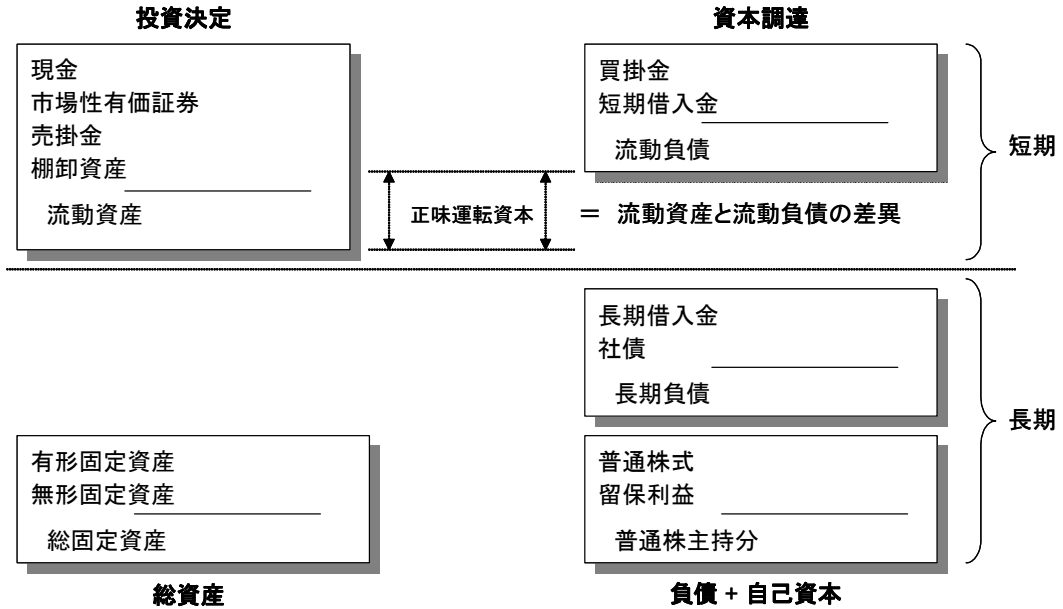 投資決定
資本調達
現金
市場性有価証券
売掛金
棚卸資産
流動資産
買掛金
短期借入金
流動負債
短期
正味運転資本
＝ 流動資産と流動負債の差異
長期借入金
社債
長期負債
長期
有形固定資産
無形固定資産
総固定資産
普通株式
留保利益
普通株主持分
総資産
負債 + 自己資本